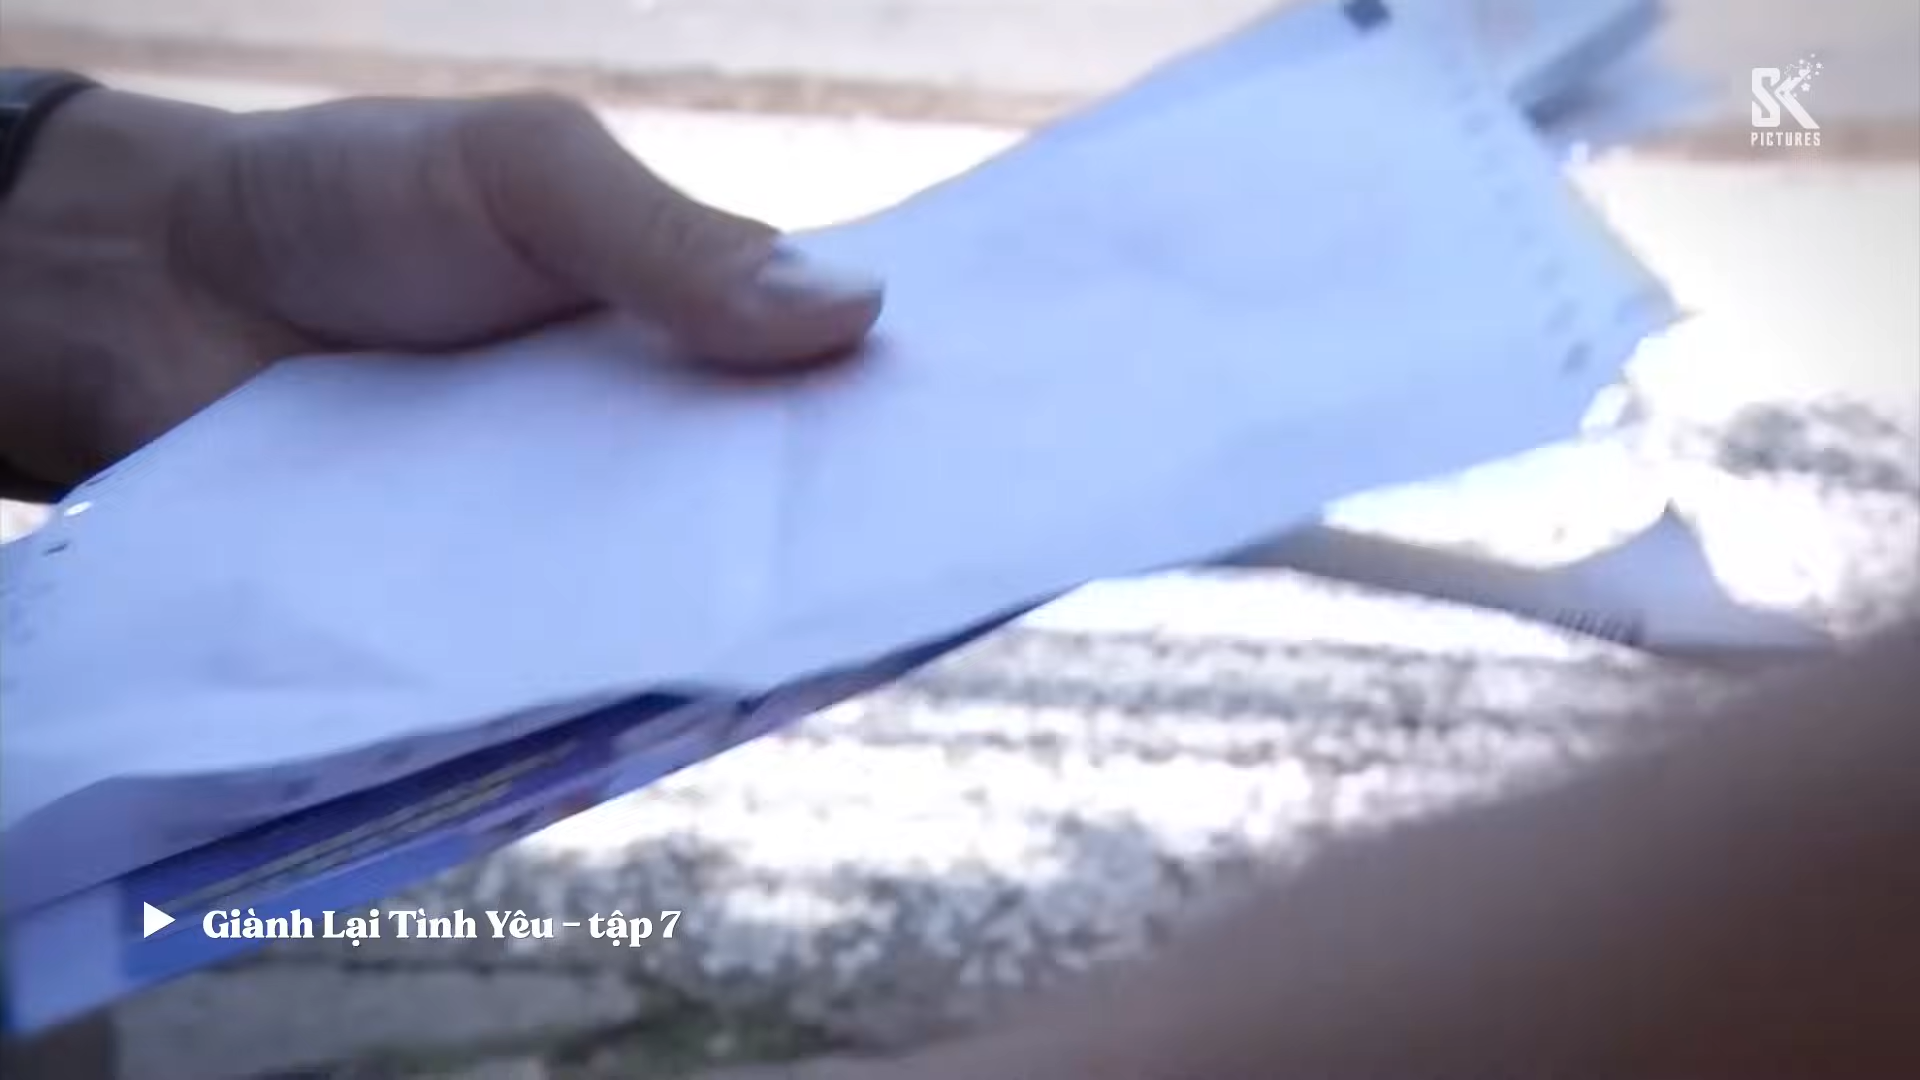 SK
PICTURES
Giành Lại Tình Yêu - tập 7